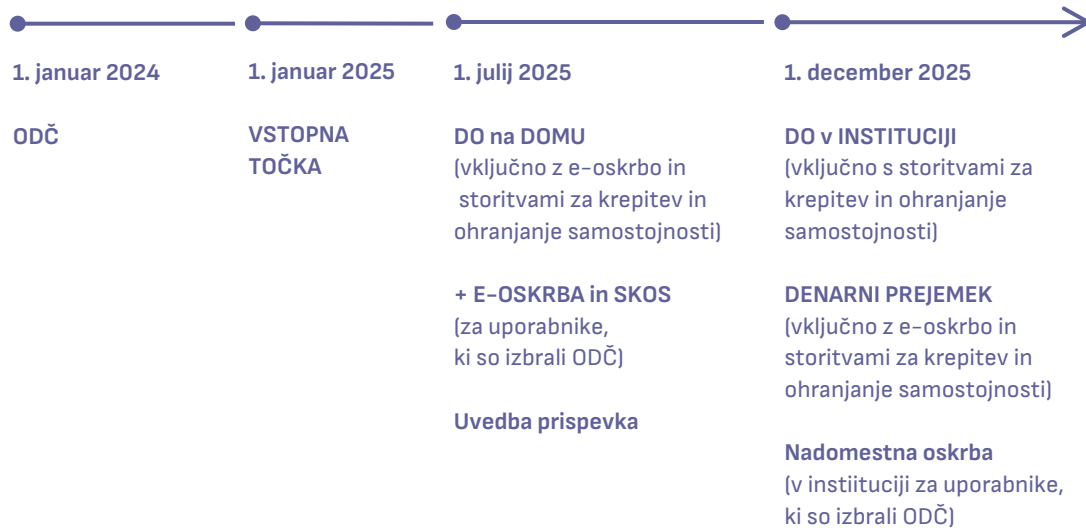 1. januar 2024
ODČ
1. januar 2025
VSTOPNA
TOČKA
1. julij 2025
DO na DOMU
(vključno z e-oskrbo in
storitvami za krepitev in
ohranjanje samostojnosti)
+ E-OSKRBA in SKOS
(za uporabnike,
ki so izbrali ODČ)
Uvedba prispevka
1. december 2025
DO v INSTITUCIJI
(vključno s storitvami za
krepitev in ohranjanje
samostojnosti)
DENARNI PREJEMEK
(vključno z e-oskrbo in
storitvami za krepitev in
ohranjanje samostojnosti)
Nadomestna oskrba
(v instiituciji za uporabnike,
ki so izbrali ODČ)